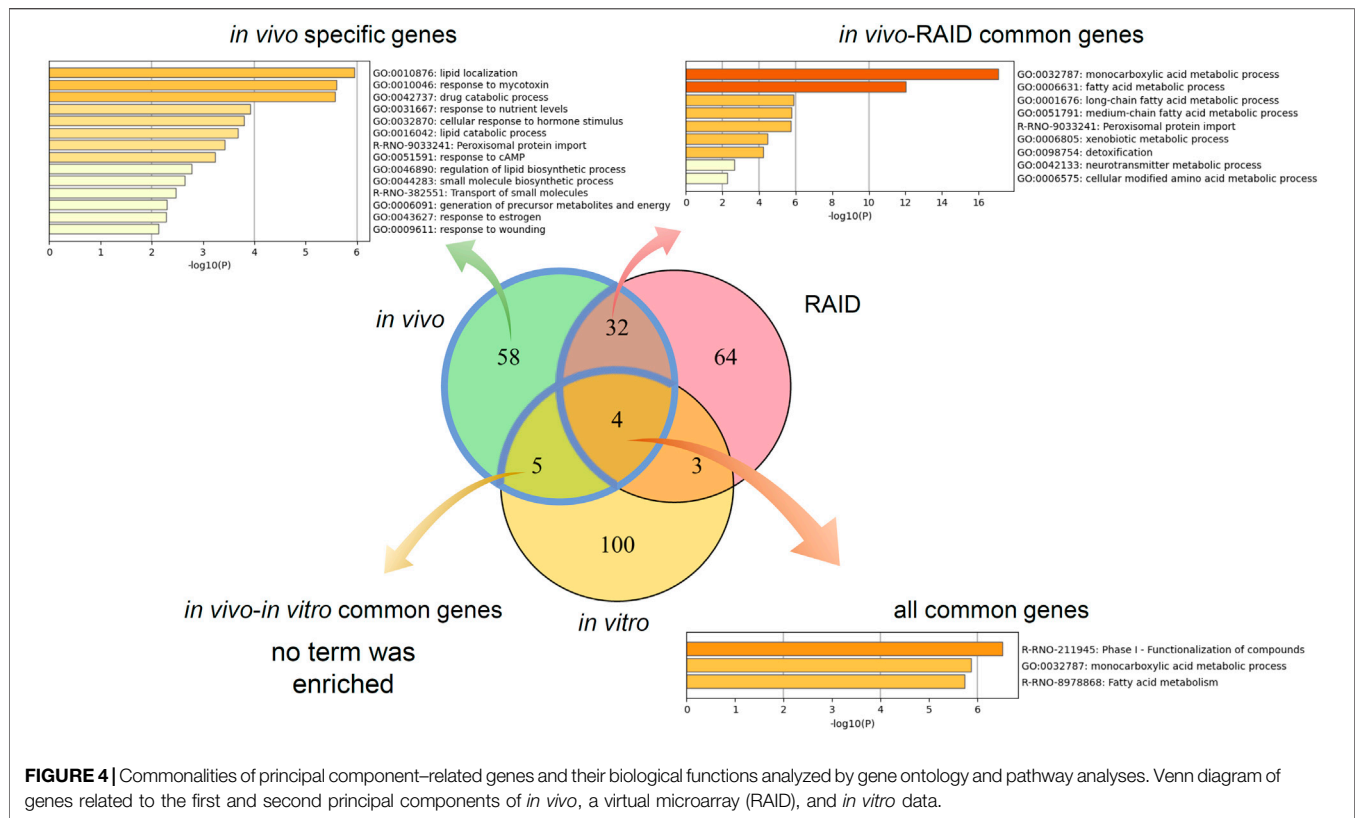 in vivo specific genes
GO:0010876: lipid localization
GO:0010046: response to mycotoxin
GO:0042737: drug catabolic process
GO:0031667: response to nutrient levels
GO:0032870: cellular response to hormone stimulus
GO:0016042: lipid catabolic process
R-RNO-9033241: Peroxisomal protein import
GO:0051591: response to cAMP
GO:0046890: regulation of lipid biosynthetic process
GO:0044283: small molecule biosynthetic process
R-RNO-382551: Transport of small molecules
GO:0006091: generation of precursor metabolites and energy
GO:0043627: response to estrogen
GO:0009611: response to wounding
0 1 2 3 4 5 6
-log10(P)
in vivo-RAID common genes
GO:0032787: monocarboxylic acid metabolic process
GO:0006631: fatty acid metabolic process
GO:0001676: long-chain fatty acid metabolic process
GO:0051791: medium-chain fatty acid metabolic process
R-RNO-9033241: Peroxisomal protein import
GO:0006805: xenobiotic metabolic process
GO:0098754: detoxification
GO:0042133: neurotransmitter metabolic process
GO:0006575: cellular modified amino acid metabolic process
0 2 4 6 8 10 12 14 16
-log10(P)
in vivo
RAID
32
58
64
4
5
3
100
in vitro
in vivo-in vitro common genes
no term was
enriched
all common genes
R-RNO-211945: Phase I - Functionalization of compounds
GO:0032787: monocarboxylic acid metabolic process
R-RNO-8978868: Fatty acid metabolism
0 1 2 3 4 5 6
-log10(P)
FIGURE 4 | Commonalities of principal component–related genes and their biological functions analyzed by gene ontology and pathway analyses. Venn diagram of
genes related to the first and second principal components of in vivo, a virtual microarray (RAID), and in vitro data.